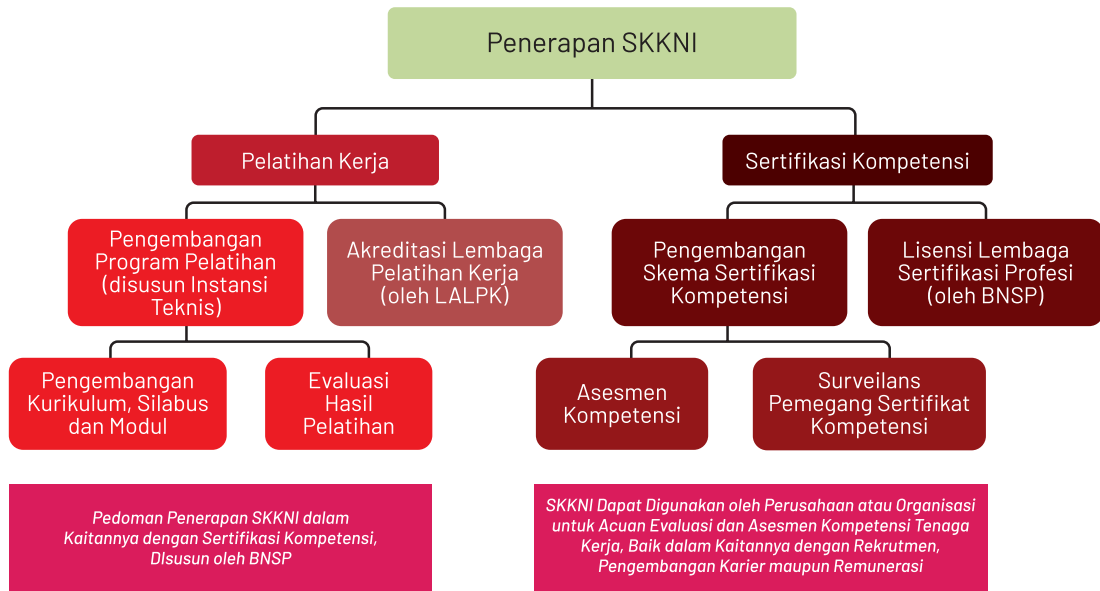 Penerapan SKKNI
Pelatihan Kerja
Sertifikasi Kompetensi
Pengembangan
Program Pelatihan
(disusun Instansi
Teknis)
Akreditasi Lembaga
Pelatihan Kerja
(oleh LALPK)
Pengembangan
Skema Sertifikasi
Kompetensi
Lisensi Lembaga
Sertifikasi Profesi
(oleh BNSP)
Pengembangan
Kurikulum, Silabus
dan Modul
Evaluasi
Hasil
Pelatihan
Asesmen
Kompetensi
Surveilans
Pemegang Sertifikat
Kompetensi
Pedoman Penerapan SKKNI dalam
Kaitannya dengan Sertifikasi Kompetensi,
DIsusun oleh BNSP
SKKNI Dapat Digunakan oleh Perusahaan atau Organisasi
untuk Acuan Evaluasi dan Asesmen Kompetensi Tenaga
Kerja, Baik dalam Kaitannya dengan Rekrutmen,
Pengembangan Karier maupun Remunerasi